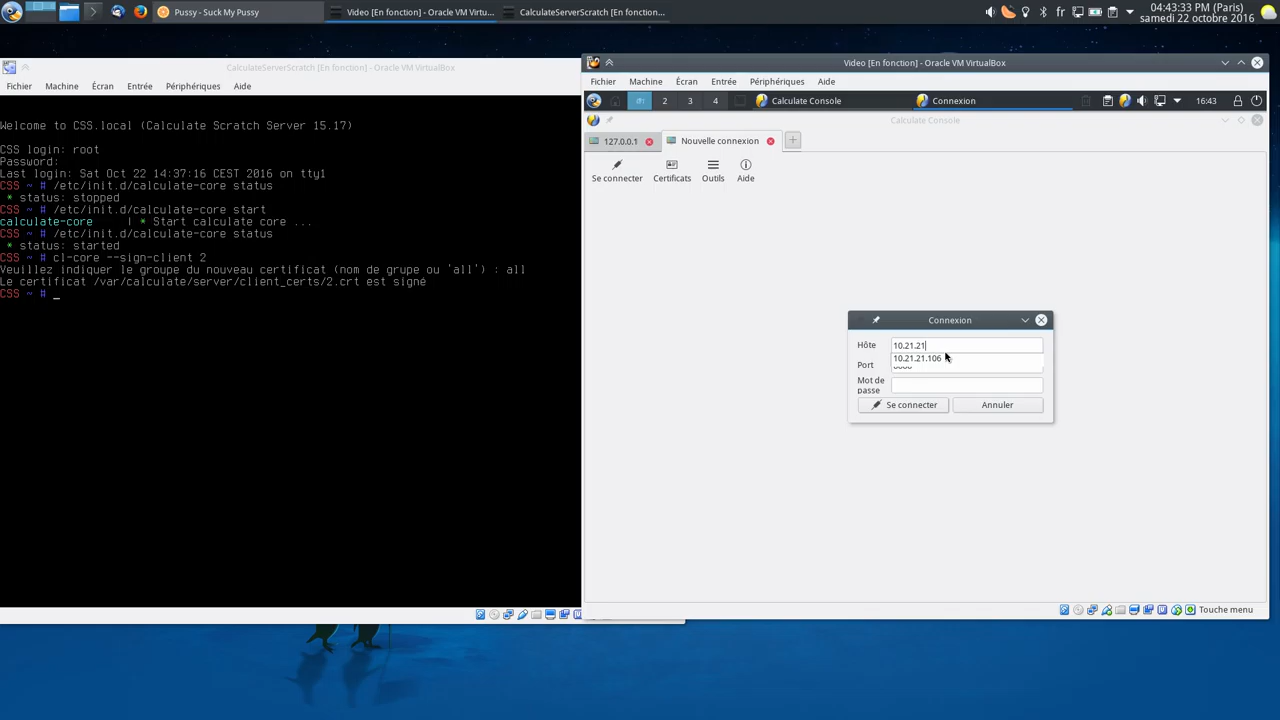 Pussy - Suck My Pussy
Video [En fonction] - Oracle VM Virtu...
CalculateServerScratch [En fonction...
fr
04:43:33 PM (Paris)
samedi 22 octobre 2016
CalculateServerScratch [En fonction] - Oracle VM VirtualBox
Fichier Machine Écran Entrée Périphériques Aide
Welcome to CSS.local (Calculate Scratch Server 15.17)
CSS login: root
Password:
Last login: Sat Oct 22 14:37:16 CEST 2016 on tty1
CSS ~ # /etc/init.d/calculate-core status
* status: stopped
CSS ~ # /etc/init.d/calculate-core start
calculate-core | * Start calculate core ...
CSS ~ # /etc/init.d/calculate-core status
* status: started
CSS ~ # cl-core --sign-client 2
Veuillez indiquer le groupe du nouveau certificat (nom de grupe ou 'all') : all
Le certificat /var/calculate/server/client_certs/2.crt est signé
CSS ~ # _
Video [En fonction] - Oracle VM VirtualBox
Fichier Machine Écran Entrée Périphériques Aide
2 3 4
Calculate Console
Connexion
16:43
Calculate Console
127.0.0.1
Nouvelle connexion
Se connecter Certificats Outils Aide
Connexion
Hôte 10.21.21
10.21.21.106
Port
Mot de
passe
Se connecter Annuler
Touche menu